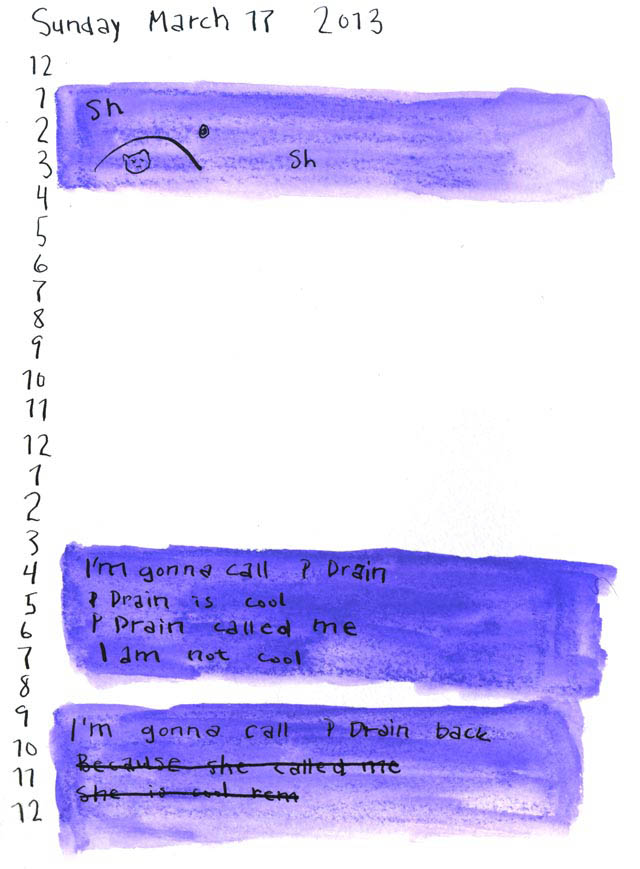 Sunday March 17 2013
12
1 Sh
2
3 Sh
4
5
6
7
8
9
10
11
12
1
2
3
4 I'm gonna call P Drain
5 P Drain is cool
6 P Drain called me
7 I am not cool
8
9 I'm gonna call P Drain back
10 Because she called me
11 She is cool rem
12